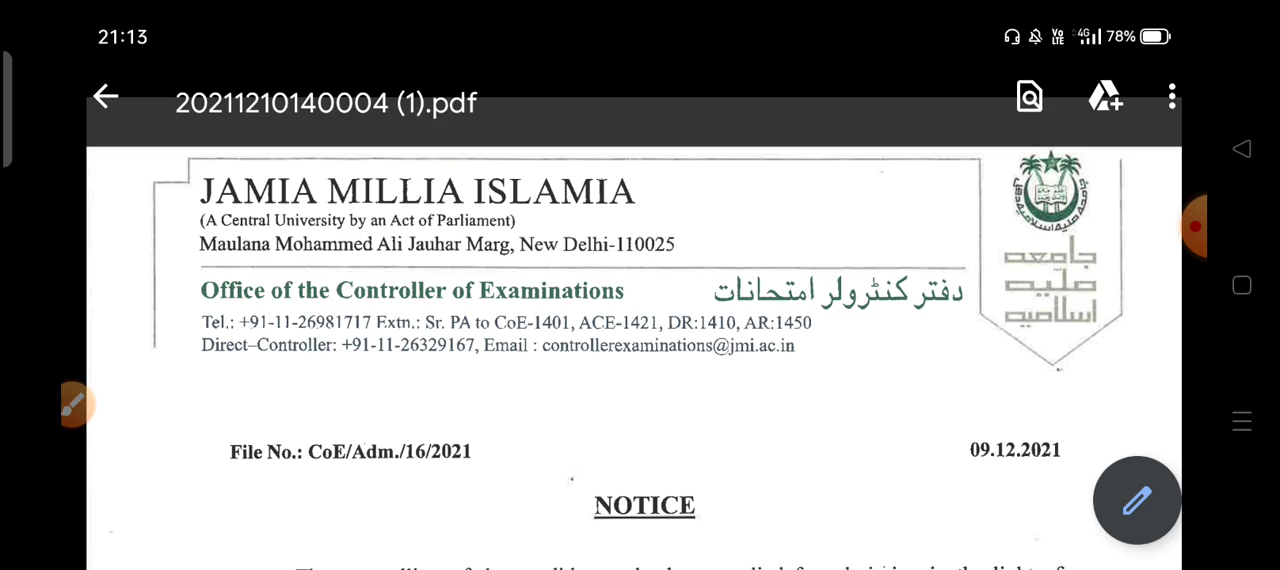 21:13
Vo LTE 4G 78%
20211210140004 (1).pdf
JAMIA MILLIA ISLAMIA
(A Central University by an Act of Parliament)
Maulana Mohammed Ali Jauhar Marg, New Delhi-110025
Office of the Controller of Examinations دفتر کنٹرولر امتحانات
Tel.: +91-11-26981717 Extn.: Sr. PA to CoE-1401, ACE-1421, DR:1410, AR:1450
Direct–Controller: +91-11-26329167, Email : controllerexaminations@jmi.ac.in
جامعہ
ملیہ
اسلامیہ
File No.: CoE/Adm./16/2021 09.12.2021
NOTICE